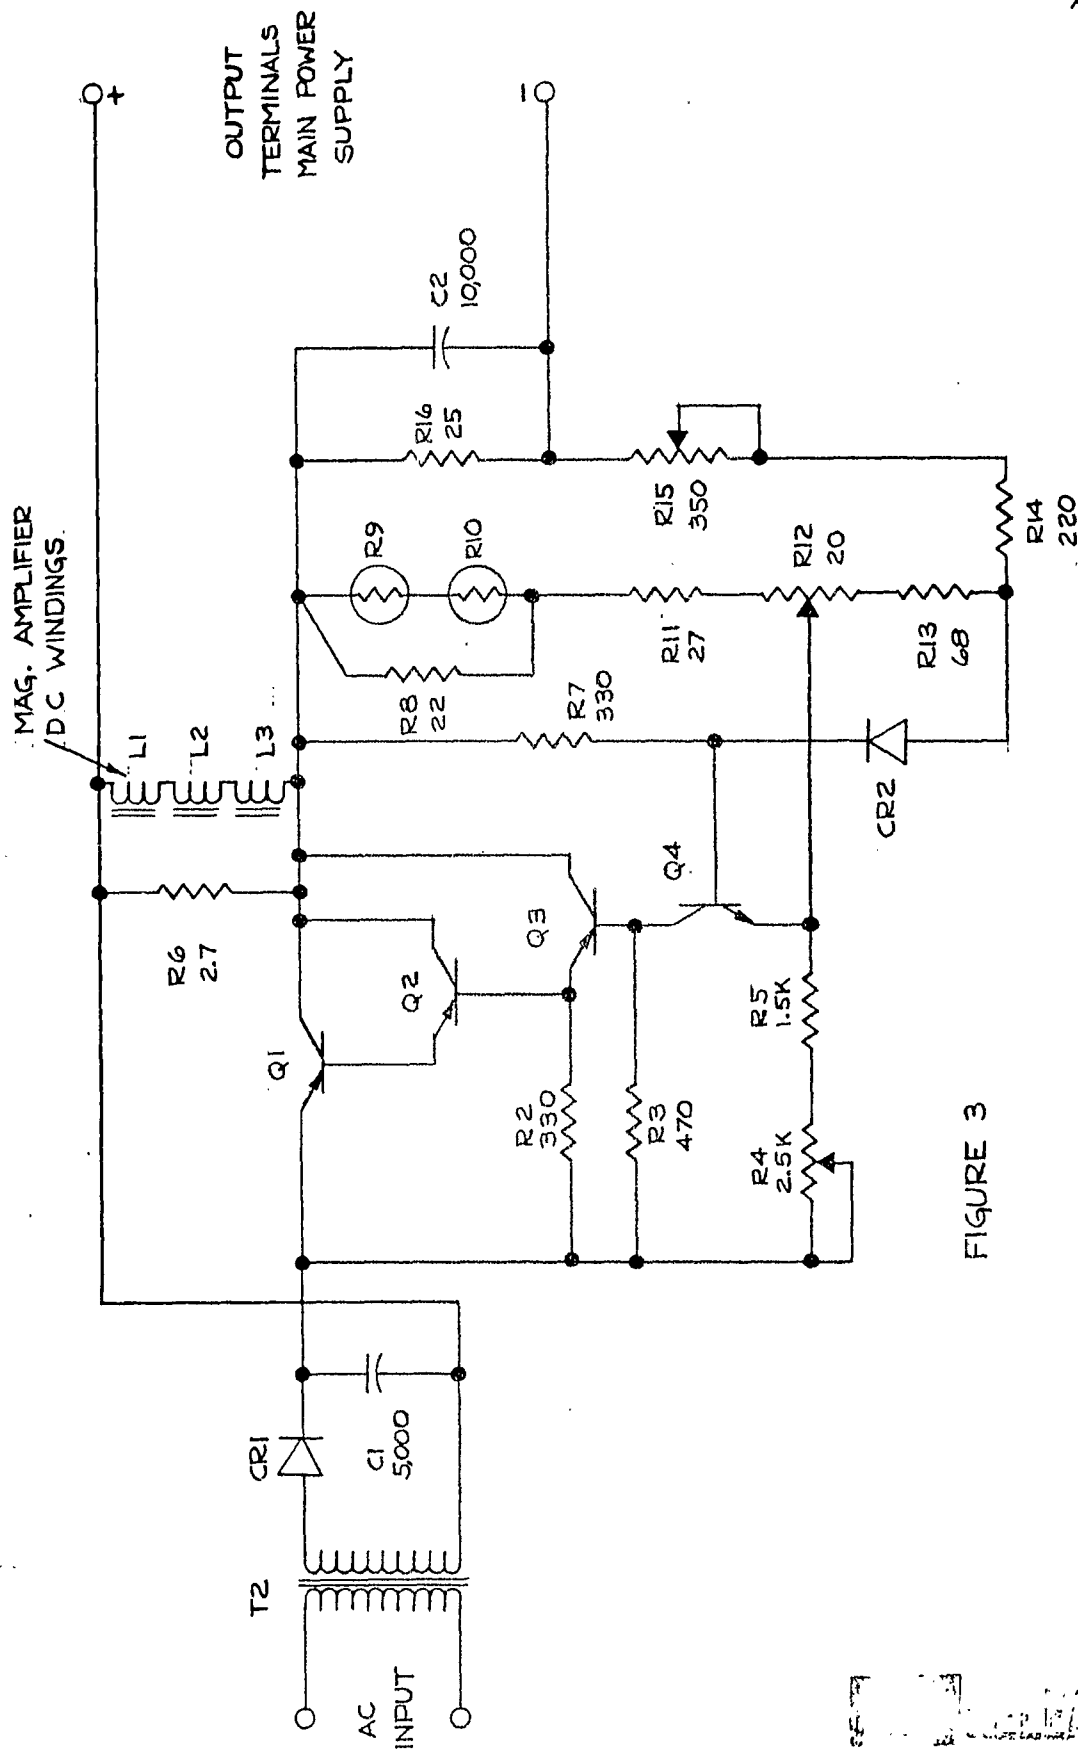 MAG. AMPLIFIER
DC WINDINGS.
L1
L2
L3
+
OUTPUT
TERMINALS
MAIN POWER
SUPPLY
−
R6
2.7
Q1
Q2
Q3
Q4
R2
330
R3
470
R4
2.5K
R5
1.5K
R7
330
R8
22
R9
R10
R11
27
R12
20
R13
68
R14
220
R15
350
R16
25
C2
10,000
CR2
CR1
C1
5,000
T2
AC
INPUT
FIGURE 3